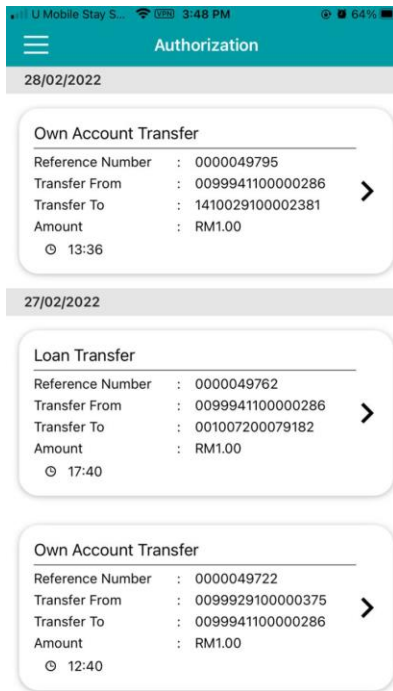 U Mobile Stay S... VPN 3:48 PM 64%
Authorization
28/02/2022
Own Account Transfer
Reference Number : 0000049795
Transfer From : 0099941100000286
Transfer To : 1410029100002381
Amount : RM1.00
13:36
27/02/2022
Loan Transfer
Reference Number : 0000049762
Transfer From : 0099941100000286
Transfer To : 001007200079182
Amount : RM1.00
17:40
Own Account Transfer
Reference Number : 0000049722
Transfer From : 0099929100000375
Transfer To : 0099941100000286
Amount : RM1.00
12:40